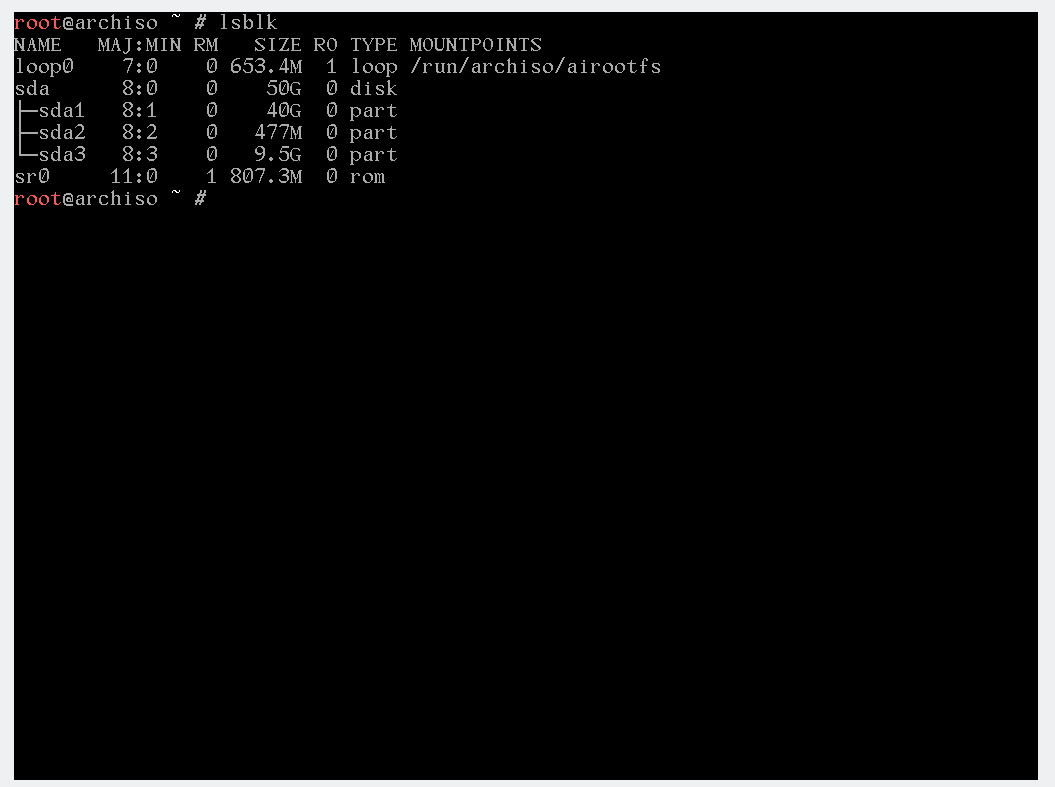 root@archiso ~ # lsblk
NAME   MAJ:MIN RM   SIZE RO TYPE MOUNTPOINTS
loop0    7:0    0 653.4M  1 loop /run/archiso/airootfs
sda      8:0    0    50G  0 disk
├─sda1   8:1    0    40G  0 part
├─sda2   8:2    0   477M  0 part
└─sda3   8:3    0   9.5G  0 part
sr0     11:0    1 807.3M  0 rom
root@archiso ~ #